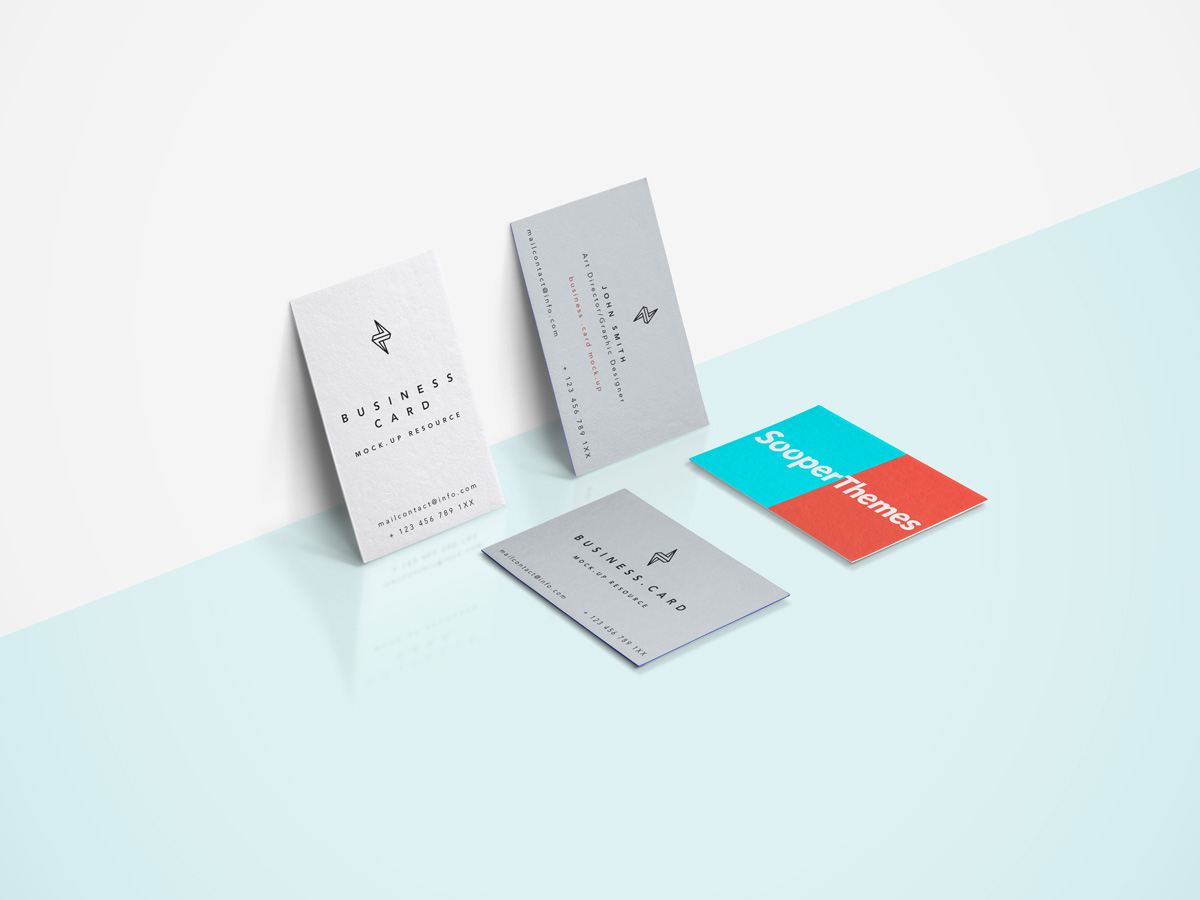 BUSINESS
CARD
MOCK.UP RESOURCE
mailcontact@info.com
+ 123 456 789 1XX
JOHN SMITH
Art Director/Graphic Designer
business .card mock.up
mailcontact@info.com
+ 123 456 789 1XX
BUSINESS.CARD
MOCK.UP RESOURCE
mailcontact@info.com
+ 123 456 789 1XX
SooperThemes